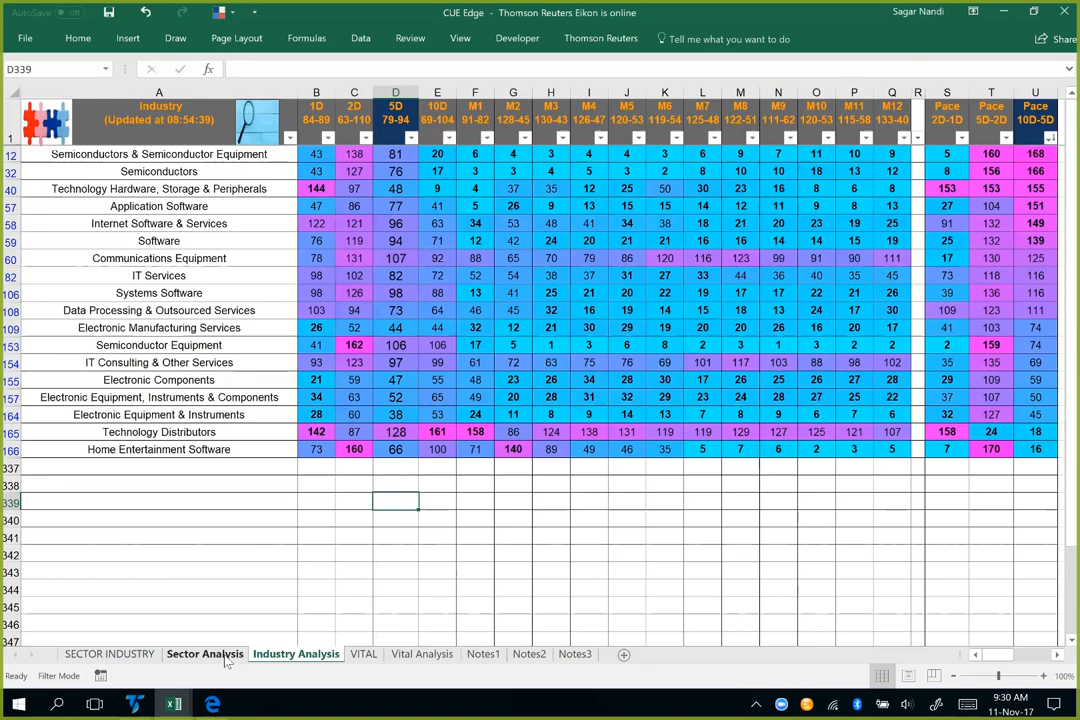 AutoSave Off
CUE Edge - Thomson Reuters Eikon is online
Sagar Nandi
File Home Insert Draw Page Layout Formulas Data Review View Developer Thomson Reuters Tell me what you want to do Share
D339 fx
A B C D E F G H I J K L M N O P Q R S T U
Industry 1D 2D 5D 10D M1 M2 M3 M4 M5 M6 M7 M8 M9 M10 M11 M12 Pace Pace Pace
(Updated at 08:54:39) 84-89 63-110 79-94 69-104 91-82 128-45 130-43 126-47 120-53 119-54 125-48 122-51 111-62 120-53 115-58 133-40 2D-1D 5D-2D 10D-5D
1
12 Semiconductors & Semiconductor Equipment 43 138 81 20 6 4 3 4 4 3 6 9 7 11 10 9 5 160 168
32 Semiconductors 43 127 76 17 3 3 4 5 3 2 8 10 10 18 13 12 8 156 166
40 Technology Hardware, Storage & Peripherals 144 97 48 9 4 37 35 12 25 50 30 23 16 8 6 8 153 153 155
57 Application Software 47 86 77 41 5 26 9 13 15 15 14 12 11 9 8 13 27 104 151
58 Internet Software & Services 122 121 96 63 34 53 48 41 34 38 18 21 20 23 19 25 91 132 149
59 Software 76 119 94 71 12 42 24 20 21 21 16 16 14 14 15 19 25 132 139
60 Communications Equipment 78 131 107 92 88 65 70 79 86 120 116 123 99 91 90 111 17 130 125
82 IT Services 98 102 82 72 52 54 38 37 31 27 33 44 36 40 35 45 73 118 116
106 Systems Software 98 126 98 88 13 41 25 21 20 22 19 17 17 22 21 26 39 136 116
108 Data Processing & Outsourced Services 103 94 73 64 46 45 32 16 19 14 15 18 13 24 17 30 109 123 111
109 Electronic Manufacturing Services 26 52 44 44 32 12 21 30 29 19 20 20 26 16 20 17 41 103 74
153 Semiconductor Equipment 41 162 106 106 17 5 1 3 6 8 2 3 1 3 2 2 2 159 74
154 IT Consulting & Other Services 93 123 97 99 61 72 63 75 76 69 101 117 103 88 98 102 35 135 69
155 Electronic Components 21 59 47 55 48 23 26 34 28 30 17 26 25 26 27 28 29 109 59
157 Electronic Equipment, Instruments & Components 34 63 52 65 49 20 28 31 32 29 23 24 28 27 25 22 37 107 50
164 Electronic Equipment & Instruments 28 60 38 53 24 11 8 9 14 13 7 8 9 6 7 6 32 127 45
165 Technology Distributors 142 87 128 161 158 86 124 138 131 119 119 129 127 125 121 107 158 24 18
166 Home Entertainment Software 73 160 66 100 71 140 89 49 46 35 5 7 6 2 3 5 7 170 16
337
338
339
340
341
342
343
344
345
346
347
SECTOR INDUSTRY Sector Analysis Industry Analysis VITAL Vital Analysis Notes1 Notes2 Notes3
Ready Filter Mode 100%
9:30 AM
11-Nov-17